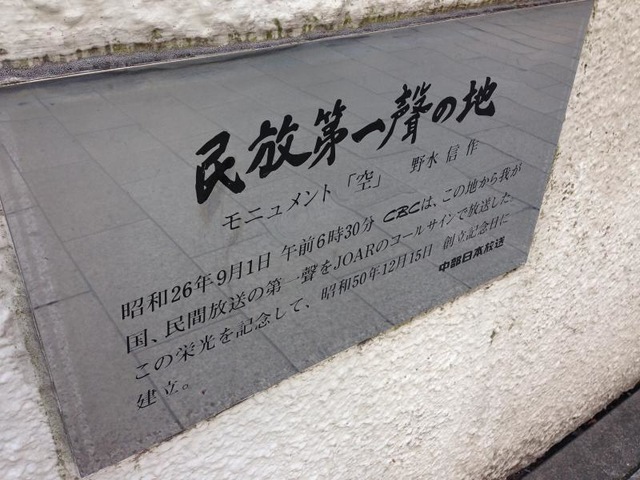 民放第一聲の地
モニュメント「空」 野水 信 作
昭和26年9月1日 午前6時30分 CBCは、この地から我が
国、民間放送の第一聲をJOARのコールサインで放送した。
この栄光を記念して、昭和50年12月15日 創立記念日に
建立。
中部日本放送